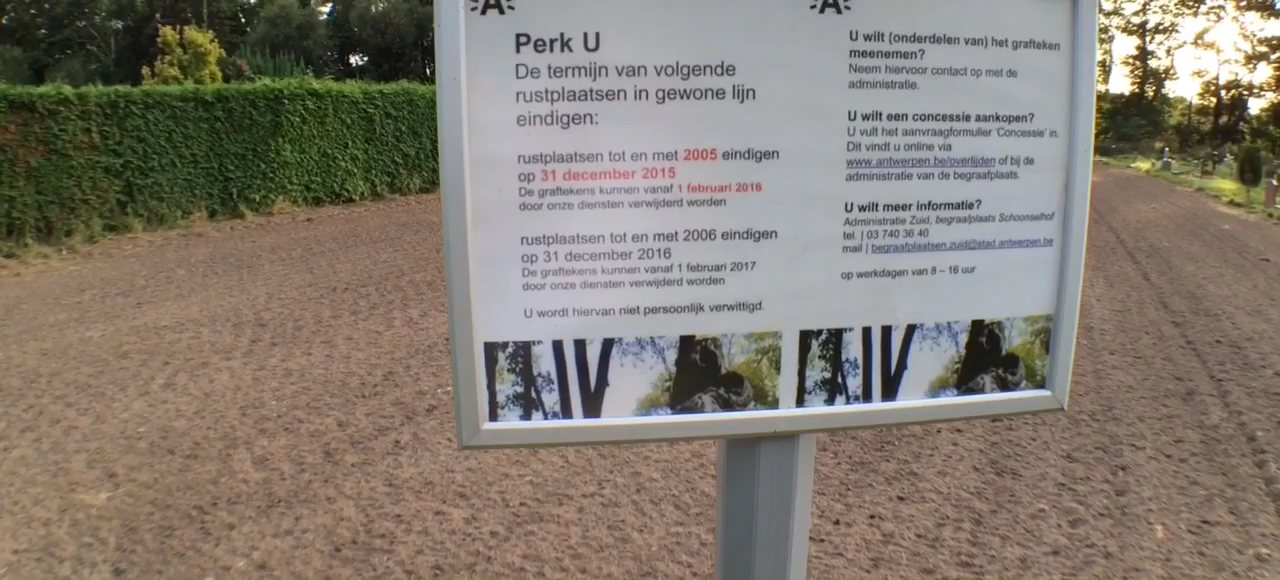 A
Perk U
De termijn van volgende
rustplaatsen in gewone lijn
eindigen:
rustplaatsen tot en met 2005 eindigen
op 31 december 2015
De graftekens kunnen vanaf 1 februari 2016
door onze diensten verwijderd worden
rustplaatsen tot en met 2006 eindigen
op 31 december 2016
De graftekens kunnen vanaf 1 februari 2017
door onze diensten verwijderd worden
U wordt hiervan niet persoonlijk verwittigd.
A
U wilt (onderdelen van) het grafteken
meenemen?
Neem hiervoor contact op met de
administratie.
U wilt een concessie aankopen?
U vult het aanvraagformulier 'Concessie' in.
Dit vindt u online via
www.antwerpen.be/overlijden of bij de
administratie van de begraafplaats.
U wilt meer informatie?
Administratie Zuid, begraafplaats Schoonselhof
tel. | 03 740 36 40
mail | begraafplaatsen.zuid@stad.antwerpen.be
op werkdagen van 8 – 16 uur